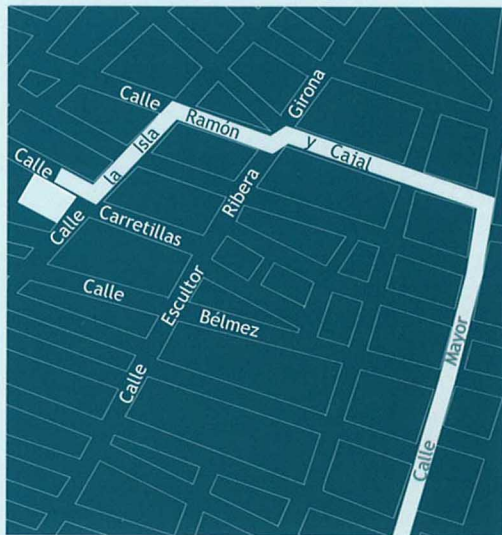 Calle Ramón y Cajal
Calle Carretillas
Calle la Isla
Calle Bélmez
Calle Escultor Ribera Girona
Calle Mayor